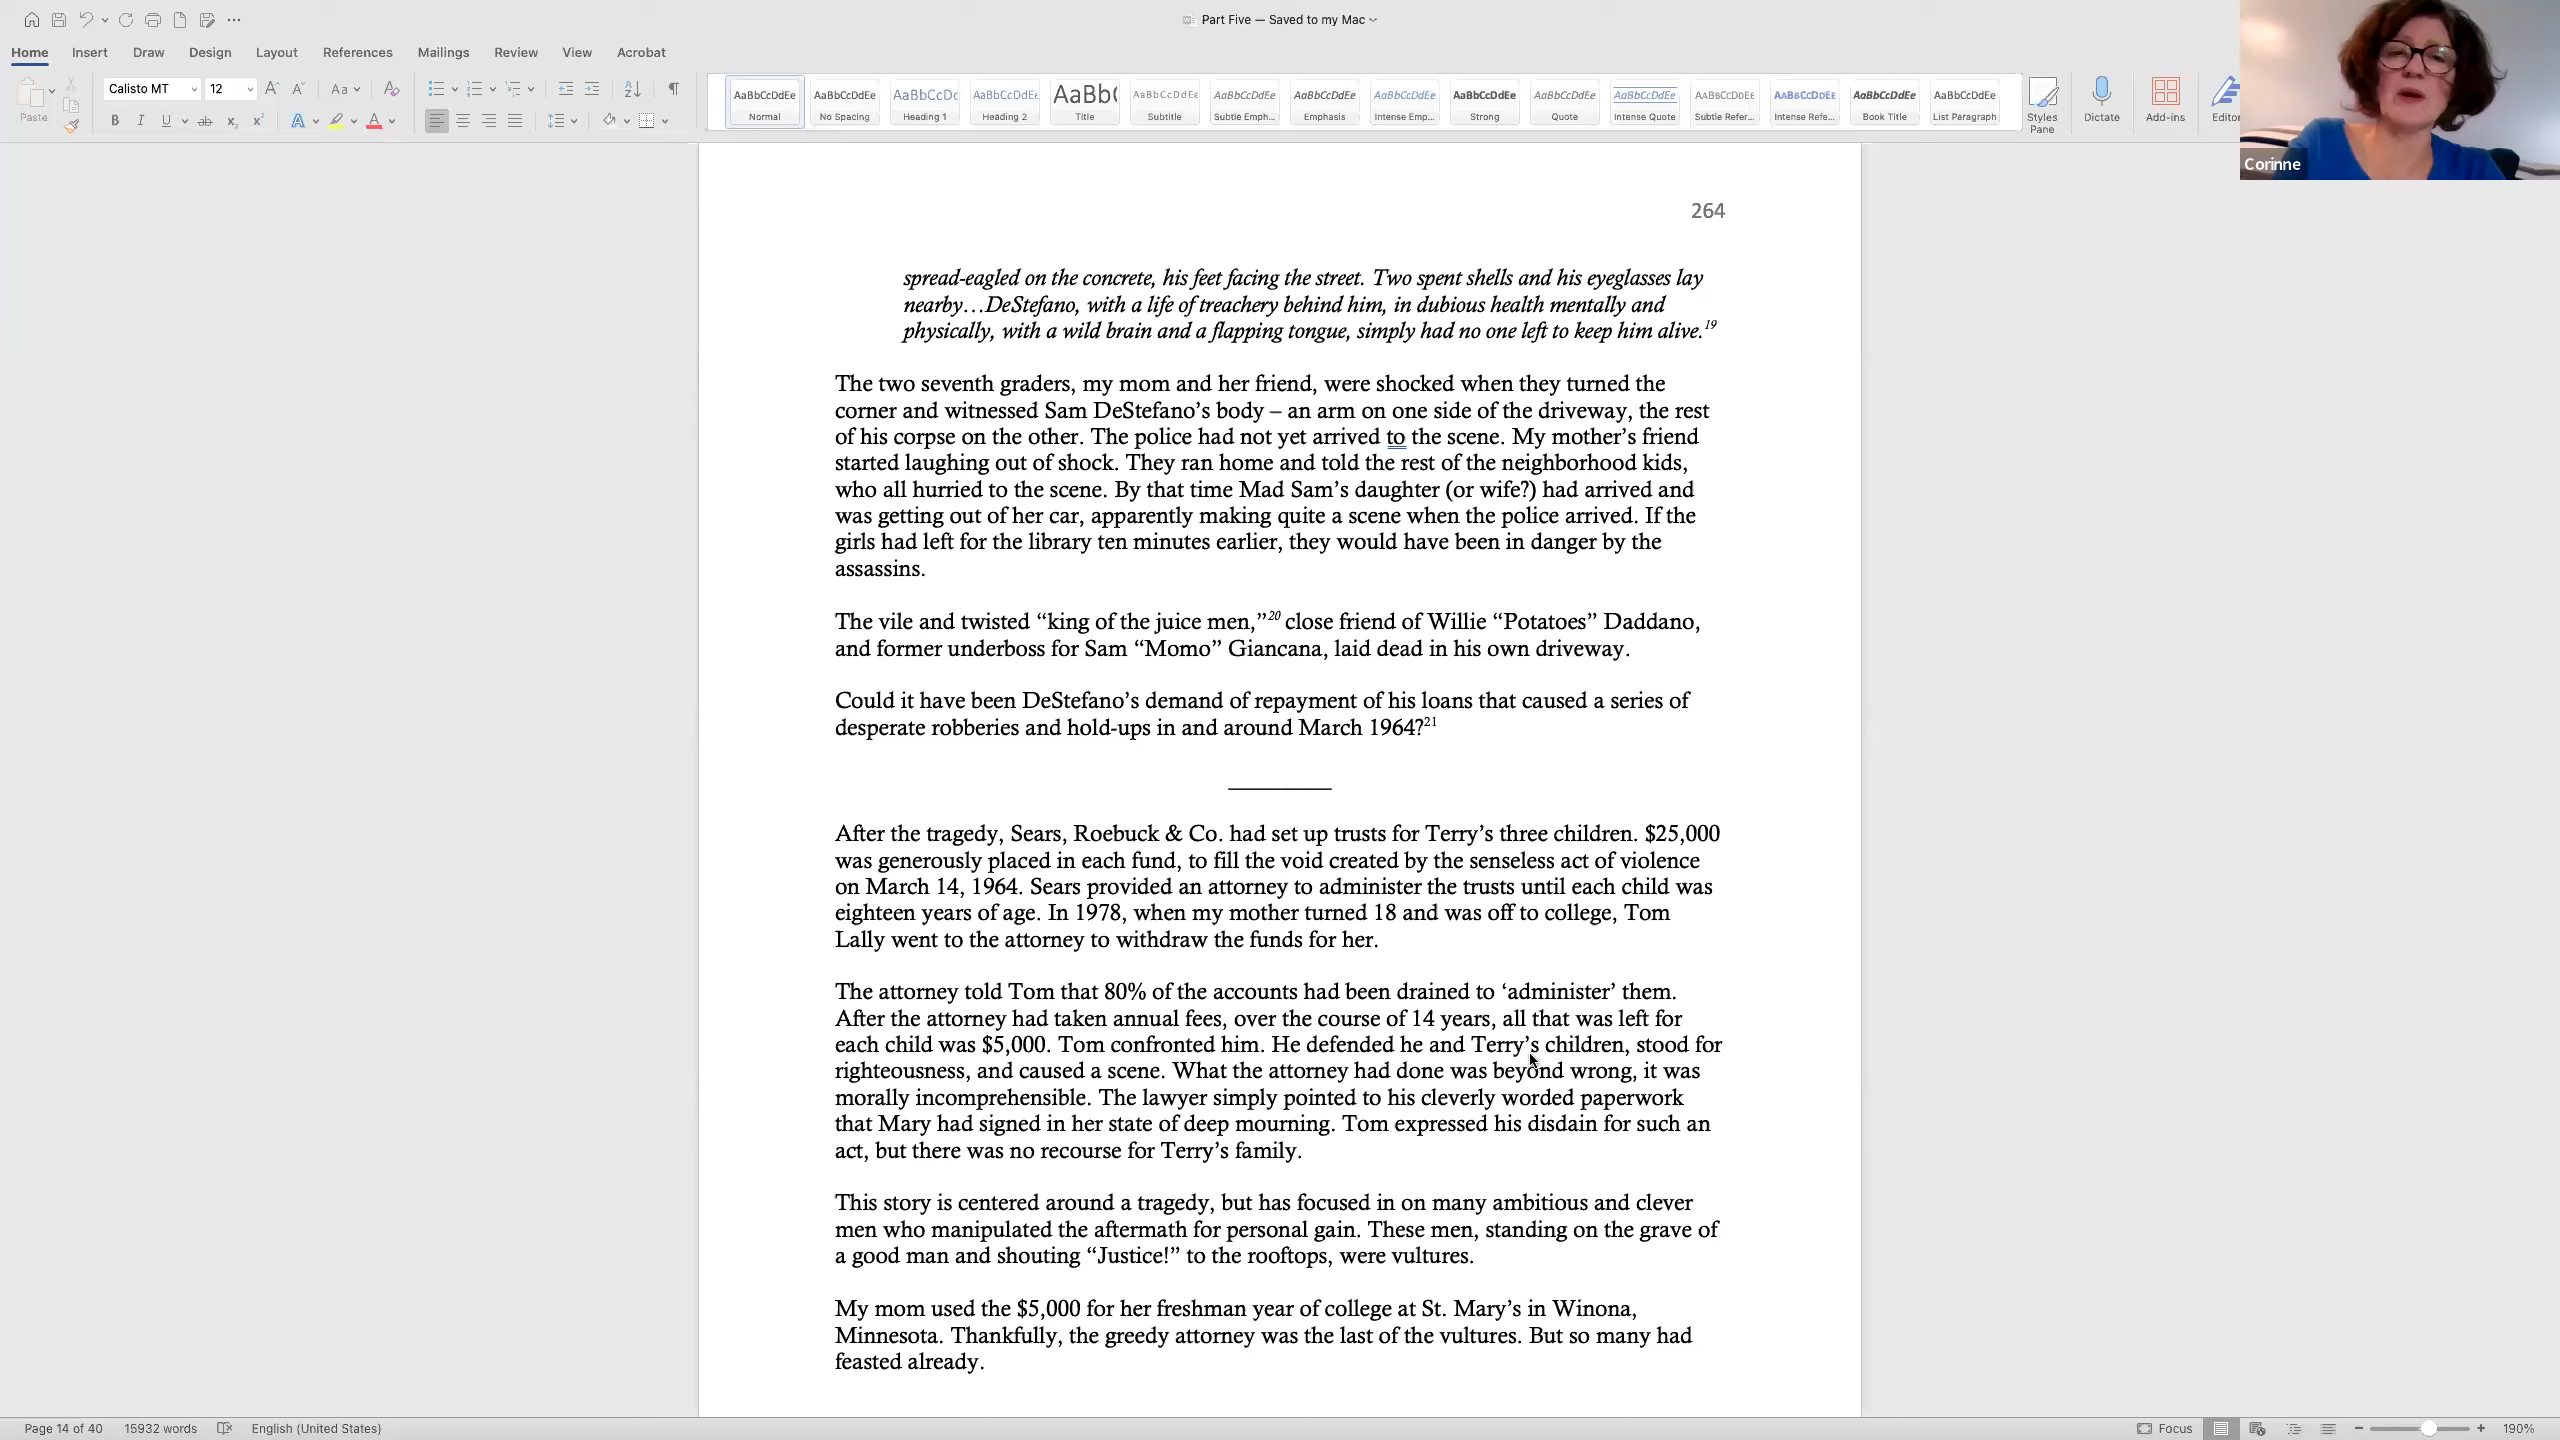 Part Five — Saved to my Mac
Home Insert Draw Design Layout References Mailings Review View Acrobat
Paste
Calisto MT 12
AaBbCcDdEe AaBbCcDdEe AaBbCcDc AaBbCcDdEe AaBb( AaBbCcDdEe AaBbCcDdEe AaBbCcDdEe AaBbCcDdEe AaBbCcDdEe AaBbCcDdEe AaBbCcDdEe AaBbCcDdEe AaBbCcDdEe AaBbCcDdEe AaBbCcDdEe
Normal No Spacing Heading 1 Heading 2 Title Subtitle Subtle Emph... Emphasis Intense Emp... Strong Quote Intense Quote Subtle Refer... Intense Refe... Book Title List Paragraph
Styles Pane Dictate Add-ins Editor
Corinne
264
spread-eagled on the concrete, his feet facing the street. Two spent shells and his eyeglasses lay
nearby…DeStefano, with a life of treachery behind him, in dubious health mentally and
physically, with a wild brain and a flapping tongue, simply had no one left to keep him alive.19
The two seventh graders, my mom and her friend, were shocked when they turned the
corner and witnessed Sam DeStefano’s body – an arm on one side of the driveway, the rest
of his corpse on the other. The police had not yet arrived to the scene. My mother’s friend
started laughing out of shock. They ran home and told the rest of the neighborhood kids,
who all hurried to the scene. By that time Mad Sam’s daughter (or wife?) had arrived and
was getting out of her car, apparently making quite a scene when the police arrived. If the
girls had left for the library ten minutes earlier, they would have been in danger by the
assassins.
The vile and twisted “king of the juice men,”20 close friend of Willie “Potatoes” Daddano,
and former underboss for Sam “Momo” Giancana, laid dead in his own driveway.
Could it have been DeStefano’s demand of repayment of his loans that caused a series of
desperate robberies and hold-ups in and around March 1964?21
After the tragedy, Sears, Roebuck & Co. had set up trusts for Terry’s three children. $25,000
was generously placed in each fund, to fill the void created by the senseless act of violence
on March 14, 1964. Sears provided an attorney to administer the trusts until each child was
eighteen years of age. In 1978, when my mother turned 18 and was off to college, Tom
Lally went to the attorney to withdraw the funds for her.
The attorney told Tom that 80% of the accounts had been drained to ‘administer’ them.
After the attorney had taken annual fees, over the course of 14 years, all that was left for
each child was $5,000. Tom confronted him. He defended he and Terry’s children, stood for
righteousness, and caused a scene. What the attorney had done was beyond wrong, it was
morally incomprehensible. The lawyer simply pointed to his cleverly worded paperwork
that Mary had signed in her state of deep mourning. Tom expressed his disdain for such an
act, but there was no recourse for Terry’s family.
This story is centered around a tragedy, but has focused in on many ambitious and clever
men who manipulated the aftermath for personal gain. These men, standing on the grave of
a good man and shouting “Justice!” to the rooftops, were vultures.
My mom used the $5,000 for her freshman year of college at St. Mary’s in Winona,
Minnesota. Thankfully, the greedy attorney was the last of the vultures. But so many had
feasted already.
Page 14 of 40 15932 words English (United States) Focus 190%